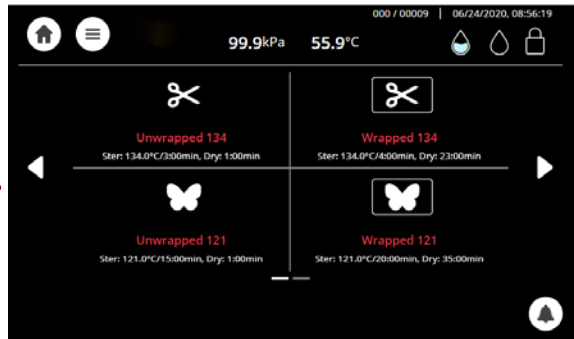 000 / 00009 | 06/24/2020, 08:56:19
99.9kPa 55.9°C
Unwrapped 134
Ster: 134.0°C/3:00min, Dry: 1:00min
Wrapped 134
Ster: 134.0°C/4:00min, Dry: 23:00min
Unwrapped 121
Ster: 121.0°C/15:00min, Dry: 1:00min
Wrapped 121
Ster: 121.0°C/20:00min, Dry: 35:00min